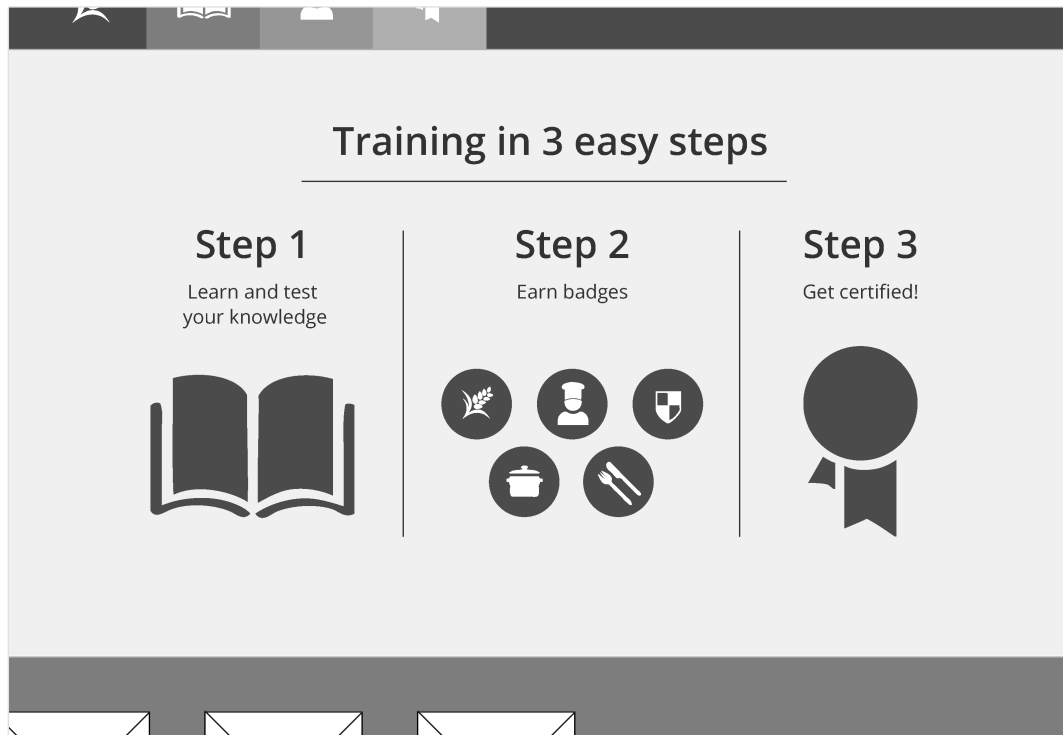 Training in 3 easy steps
Step 1
Learn and test
your knowledge
Step 2
Earn badges
Step 3
Get certified!